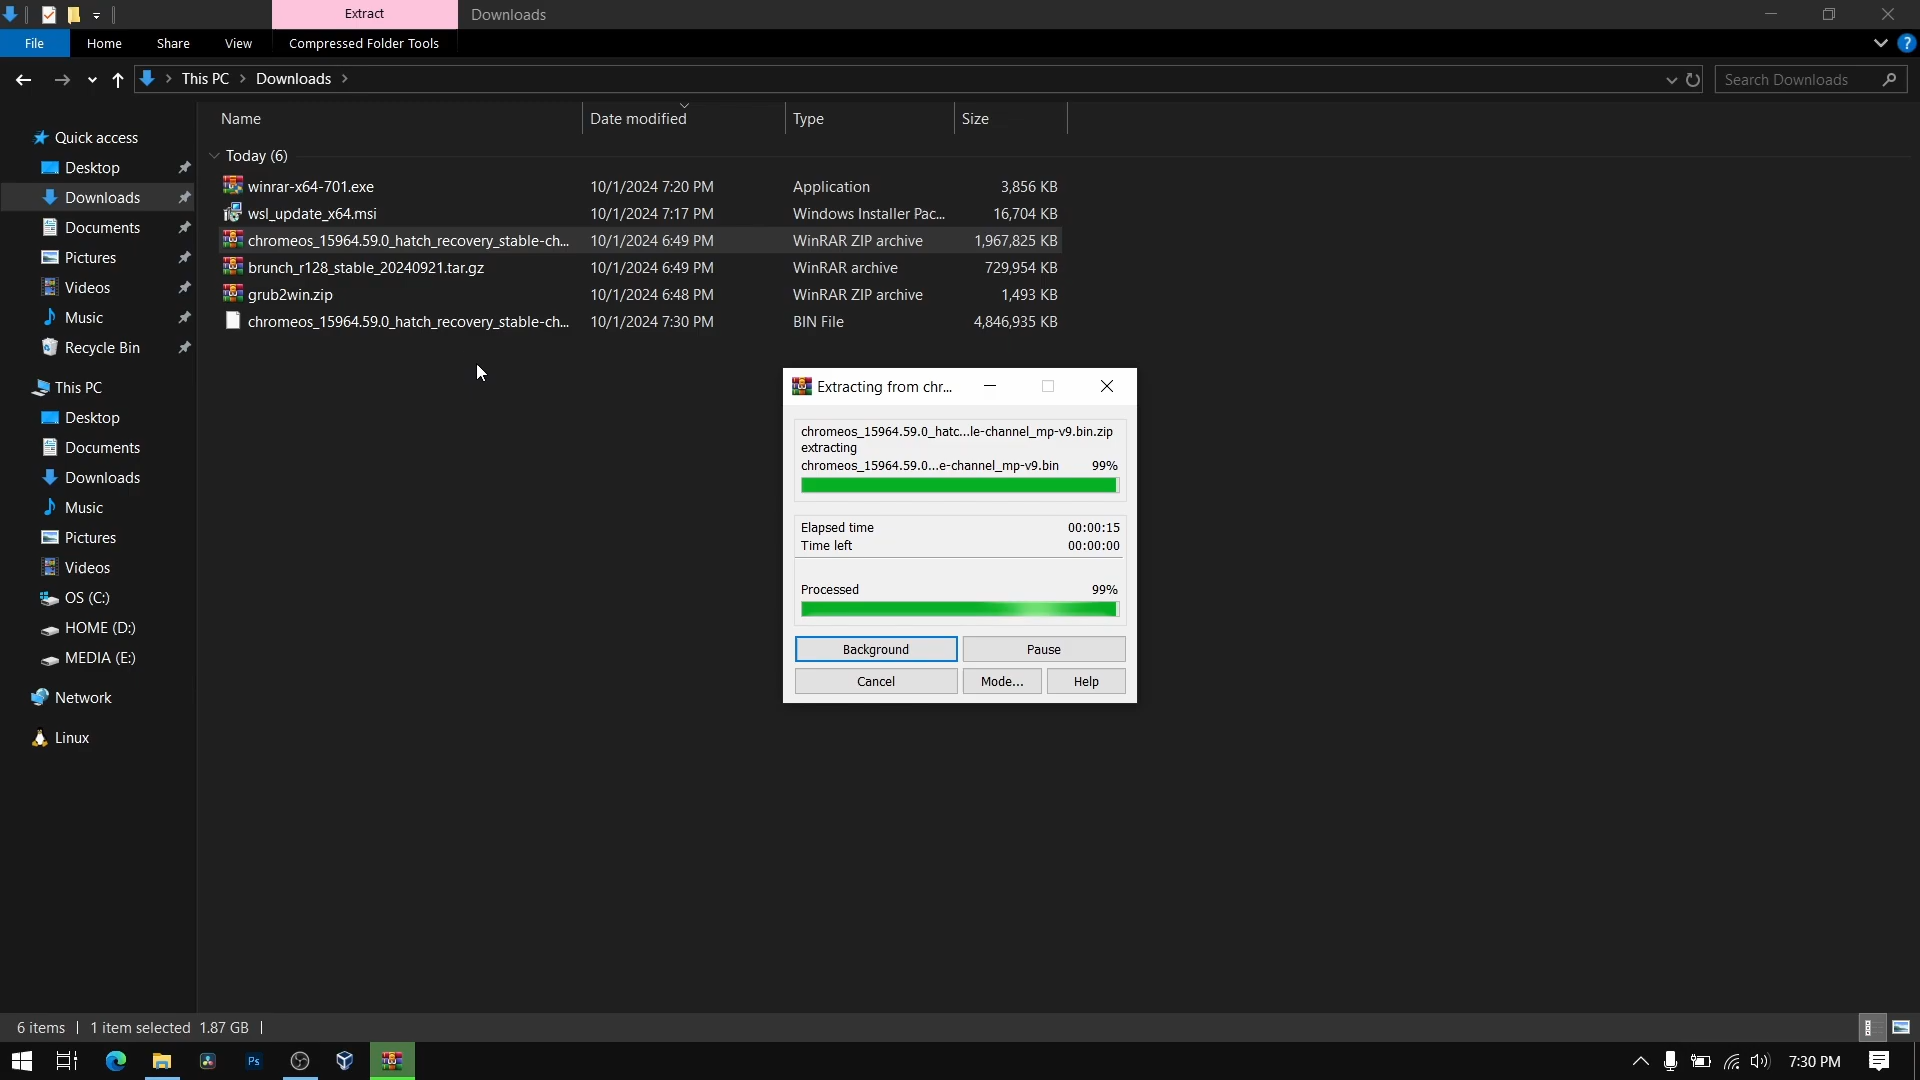 Extract
Downloads
File
Home
Share
View
Compressed Folder Tools
?
This PC
Downloads
Search Downloads
Name
Date modified
Type
Size
Quick access
Desktop
Downloads
Documents
Pictures
Videos
Music
Recycle Bin
This PC
Desktop
Documents
Downloads
Music
Pictures
Videos
OS (C:)
HOME (D:)
MEDIA (E:)
Network
Linux
Today (6)
winrar-x64-701.exe 10/1/2024 7:20 PM Application 3,856 KB
wsl_update_x64.msi 10/1/2024 7:17 PM Windows Installer Pac... 16,704 KB
chromeos_15964.59.0_hatch_recovery_stable-ch... 10/1/2024 6:49 PM WinRAR ZIP archive 1,967,825 KB
brunch_r128_stable_20240921.tar.gz 10/1/2024 6:49 PM WinRAR archive 729,954 KB
grub2win.zip 10/1/2024 6:48 PM WinRAR ZIP archive 1,493 KB
chromeos_15964.59.0_hatch_recovery_stable-ch... 10/1/2024 7:30 PM BIN File 4,846,935 KB
Extracting from chr...
chromeos_15964.59.0_hatc...le-channel_mp-v9.bin.zip
extracting
chromeos_15964.59.0...e-channel_mp-v9.bin 99%
Elapsed time 00:00:15
Time left 00:00:00
Processed 99%
Background
Pause
Cancel
Mode...
Help
6 items
1 item selected 1.87 GB
Ps
7:30 PM